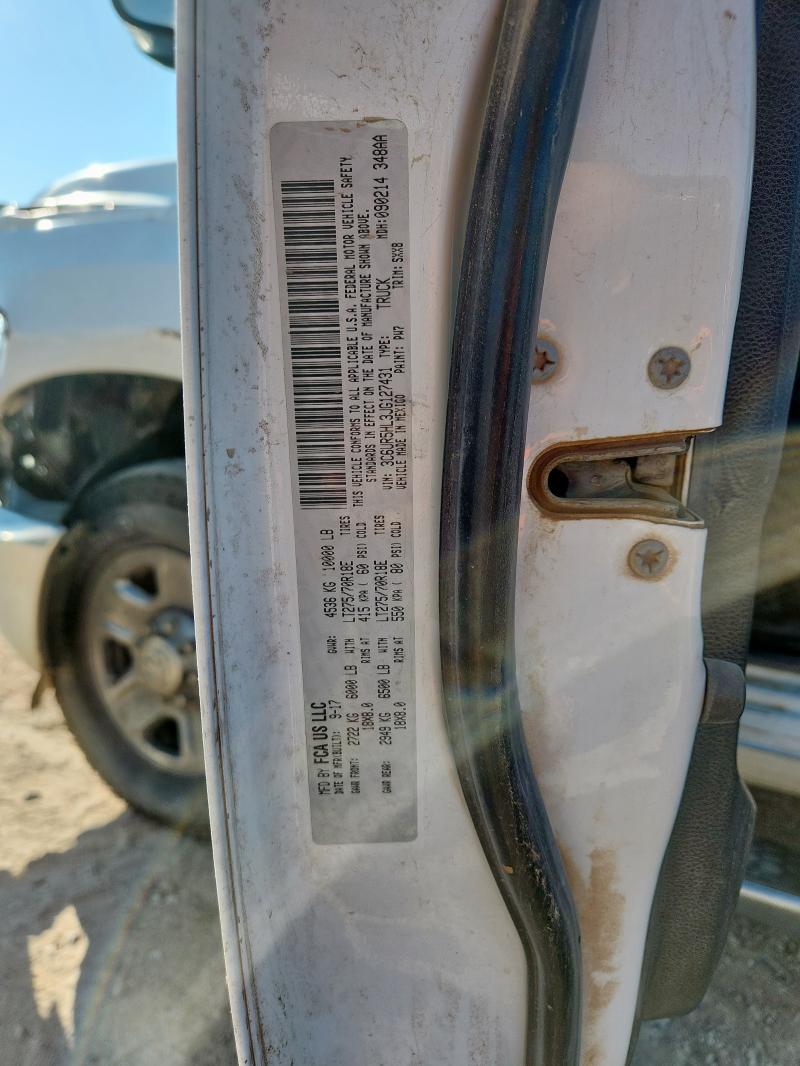 MFD BY FCA US LLC
DATE OF MFR(BUILT): 9-17 GVWR: 4536 KG 10000 LB
GAWR FRONT: 2722 KG 6000 LB WITH LT275/70R18E TIRES
18X8.0 RIMS AT 415 KPA ( 60 PSI) COLD
GAWR REAR: 2949 KG 6500 LB WITH LT275/70R18E TIRES
18X8.0 RIMS AT 550 KPA ( 80 PSI) COLD
THIS VEHICLE CONFORMS TO ALL APPLICABLE U.S.A. FEDERAL MOTOR VEHICLE SAFETY
STANDARDS IN EFFECT ON THE DATE OF MANUFACTURE SHOWN ABOVE.
VIN: 3C6UR5HL3JG127431 TYPE: TRUCK MDH:090214 348AA
VEHICLE MADE IN MEXICO PAINT: PW7 TRIM: SXX8